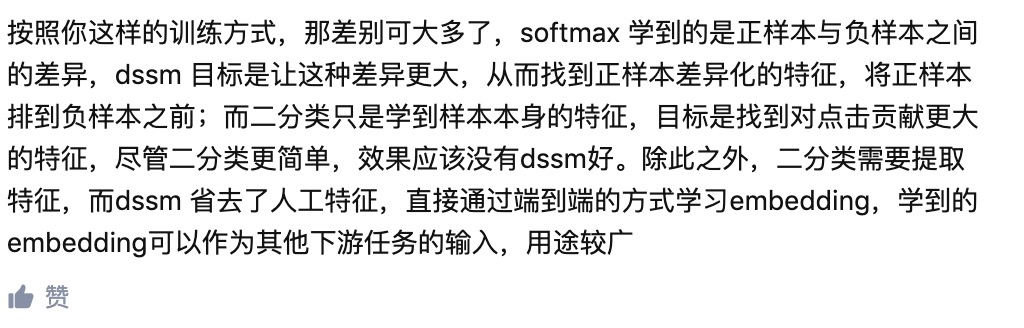 按照你这样的训练方式，那差别可大多了，softmax 学到的是正样本与负样本之间
的差异，dssm 目标是让这种差异更大，从而找到正样本差异化的特征，将正样本
排到负样本之前；而二分类只是学到样本本身的特征，目标是找到对点击贡献更大
的特征，尽管二分类更简单，效果应该没有dssm好。除此之外，二分类需要提取
特征，而dssm 省去了人工特征，直接通过端到端的方式学习embedding，学到的
embedding可以作为其他下游任务的输入，用途较广
赞